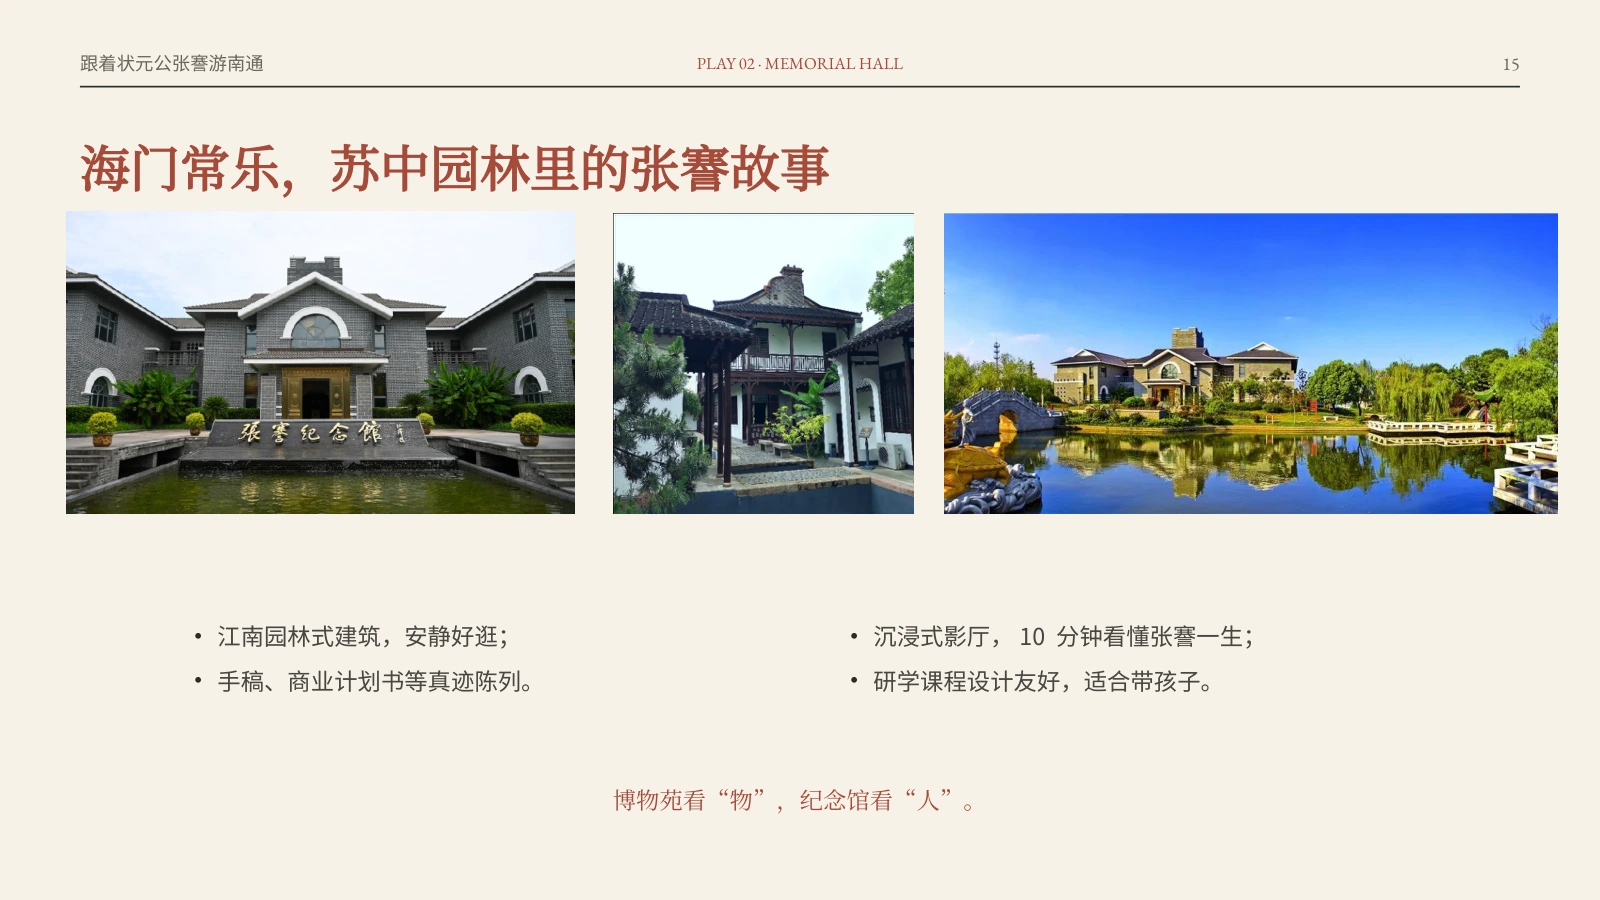 跟着状元公张謇游南通
PLAY 02 · MEMORIAL HALL
15
海门常乐，苏中园林里的张謇故事
張謇纪念館
• 江南园林式建筑，安静好逛；
• 手稿、商业计划书等真迹陈列。
• 沉浸式影厅， 10 分钟看懂张謇一生；
• 研学课程设计友好，适合带孩子。
博物苑看“物”，纪念馆看“人”。